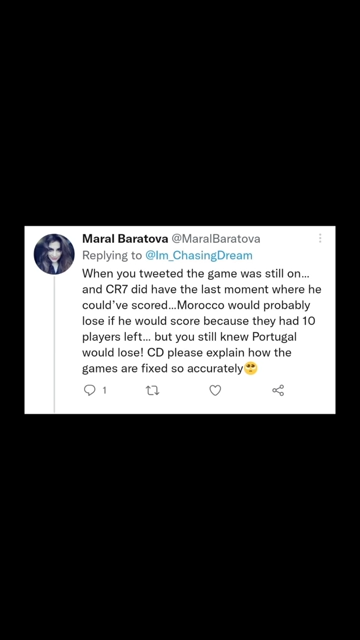 Maral Baratova @MaralBaratova
Replying to @Im_ChasingDream
When you tweeted the game was still on...
and CR7 did have the last moment where he
could've scored...Morocco would probably
lose if he would score because they had 10
players left... but you still knew Portugal
would lose! CD please explain how the
games are fixed so accurately🥺
1